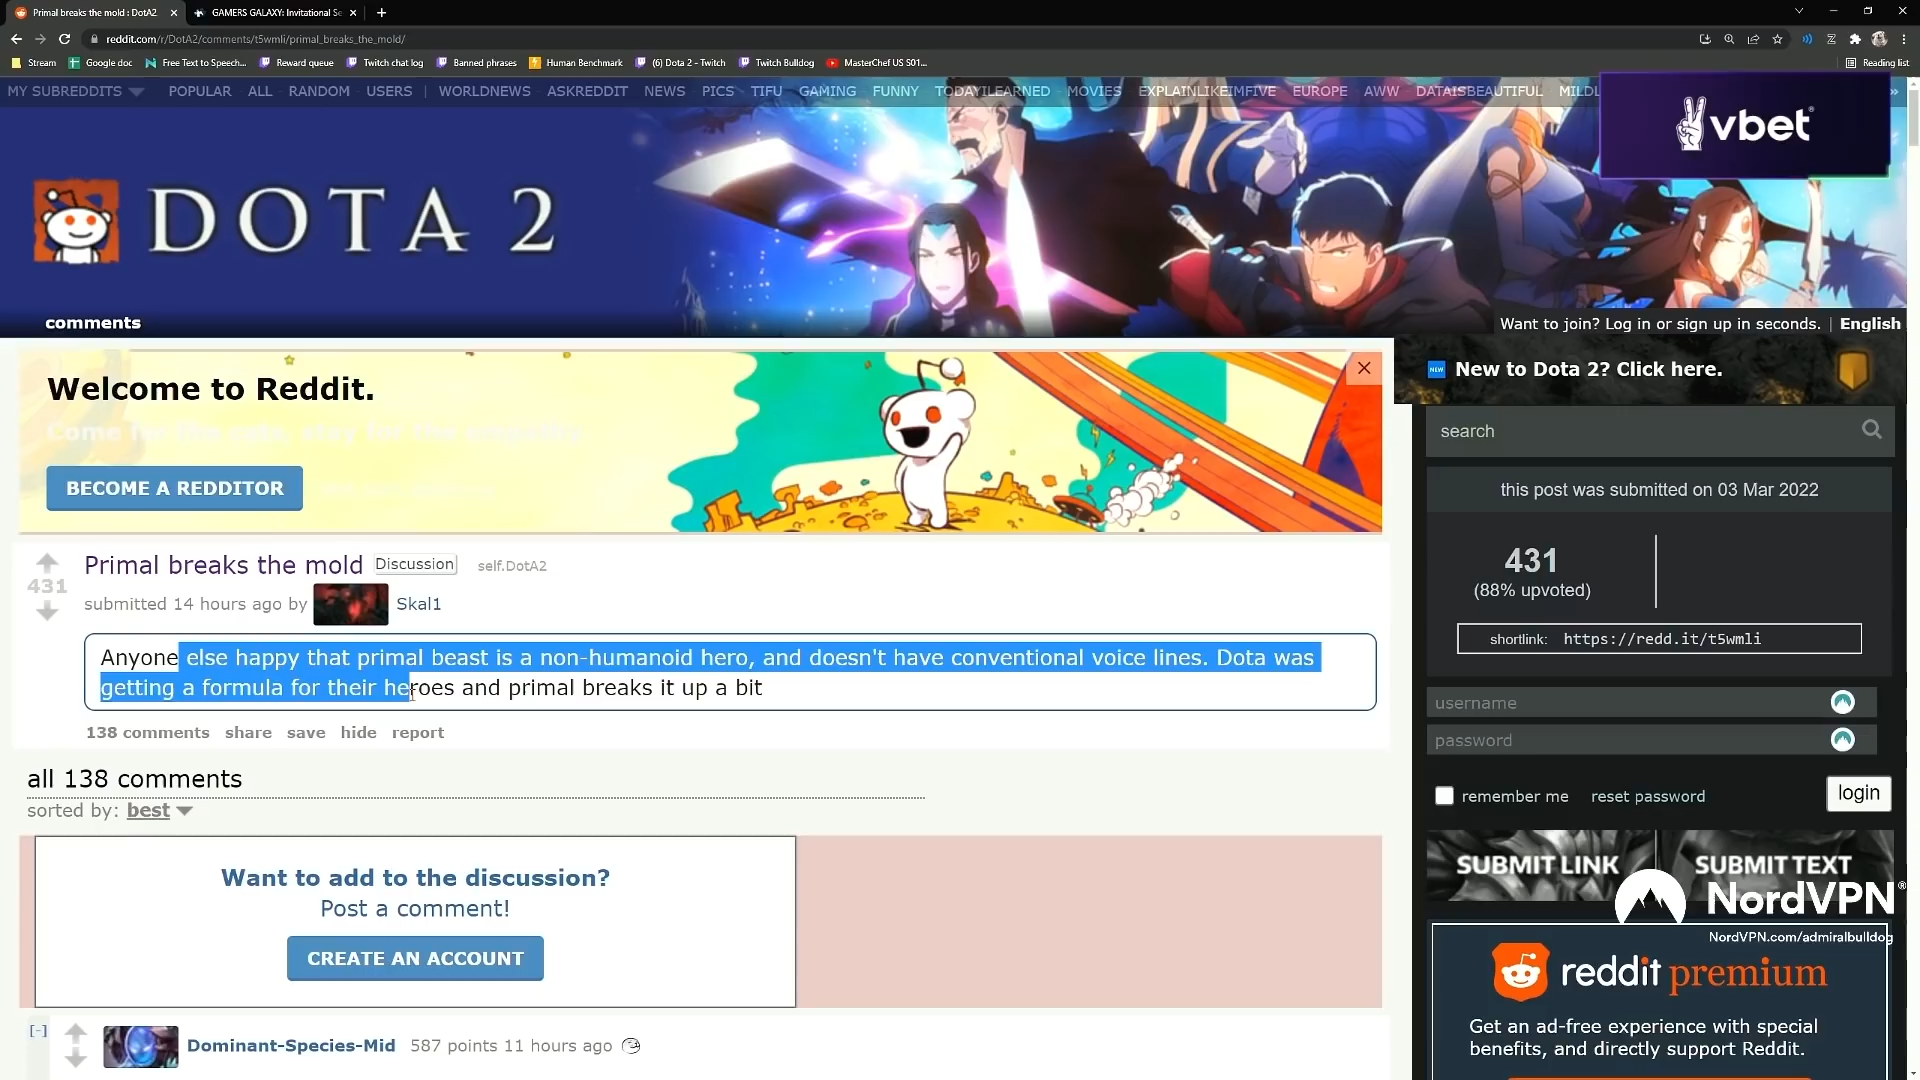 Primal breaks the mold : DotA2
GAMERS GALAXY: Invitational Se
reddit.com/r/DotA2/comments/t5wmli/primal_breaks_the_mold/
Stream
Google doc
Free Text to Speech...
Reward queue
Twitch chat log
Banned phrases
Human Benchmark
(6) Dota 2 - Twitch
Twitch Bulldog
MasterChef US S01...
Reading list
MY SUBREDDITS POPULAR ALL RANDOM USERS | WORLDNEWS ASKREDDIT NEWS PICS TIFU GAMING FUNNY TODAYILEARNED MOVIES EXPLAINLIKEIMFIVE EUROPE AWW DATAISBEAUTIFUL MILDL »
vbet
DOTA 2
comments
Want to join? Log in or sign up in seconds. | English
Welcome to Reddit.
Come for the cats, stay for the empathy
BECOME A REDDITOR
NEW New to Dota 2? Click here.
search
this post was submitted on 03 Mar 2022
431
(88% upvoted)
shortlink: https://redd.it/t5wmli
Primal breaks the mold Discussion self.DotA2
431
submitted 14 hours ago by Skal1
Anyone else happy that primal beast is a non-humanoid hero, and doesn't have conventional voice lines. Dota was
getting a formula for their heroes and primal breaks it up a bit
138 comments share save hide report
username
password
remember me reset password login
all 138 comments
sorted by: best
Want to add to the discussion?
Post a comment!
CREATE AN ACCOUNT
SUBMIT LINK SUBMIT TEXT
NordVPN®
NordVPN.com/admiralbulldog
reddit premium
Get an ad-free experience with special
benefits, and directly support Reddit.
[-] Dominant-Species-Mid 587 points 11 hours ago